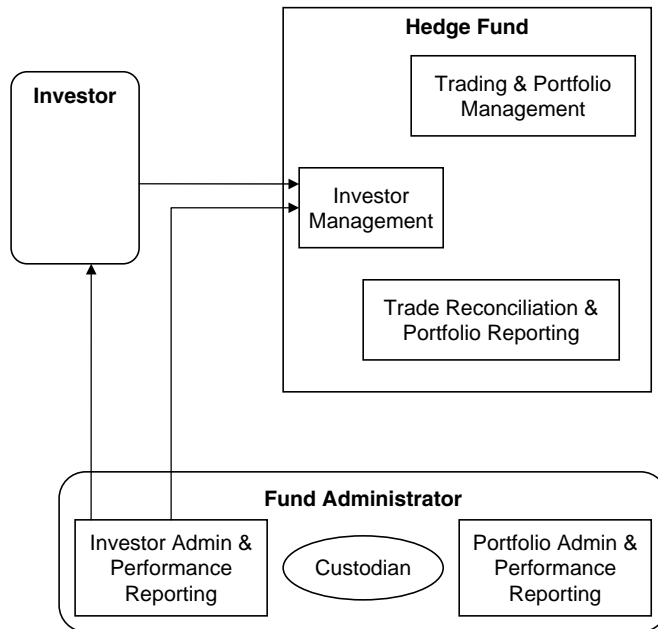 Hedge Fund
Trading & Portfolio
Management
Investor
Investor
Management
Trade Reconciliation &
Portfolio Reporting
Fund Administrator
Investor Admin &
Performance
Reporting
Custodian
Portfolio Admin &
Performance
Reporting